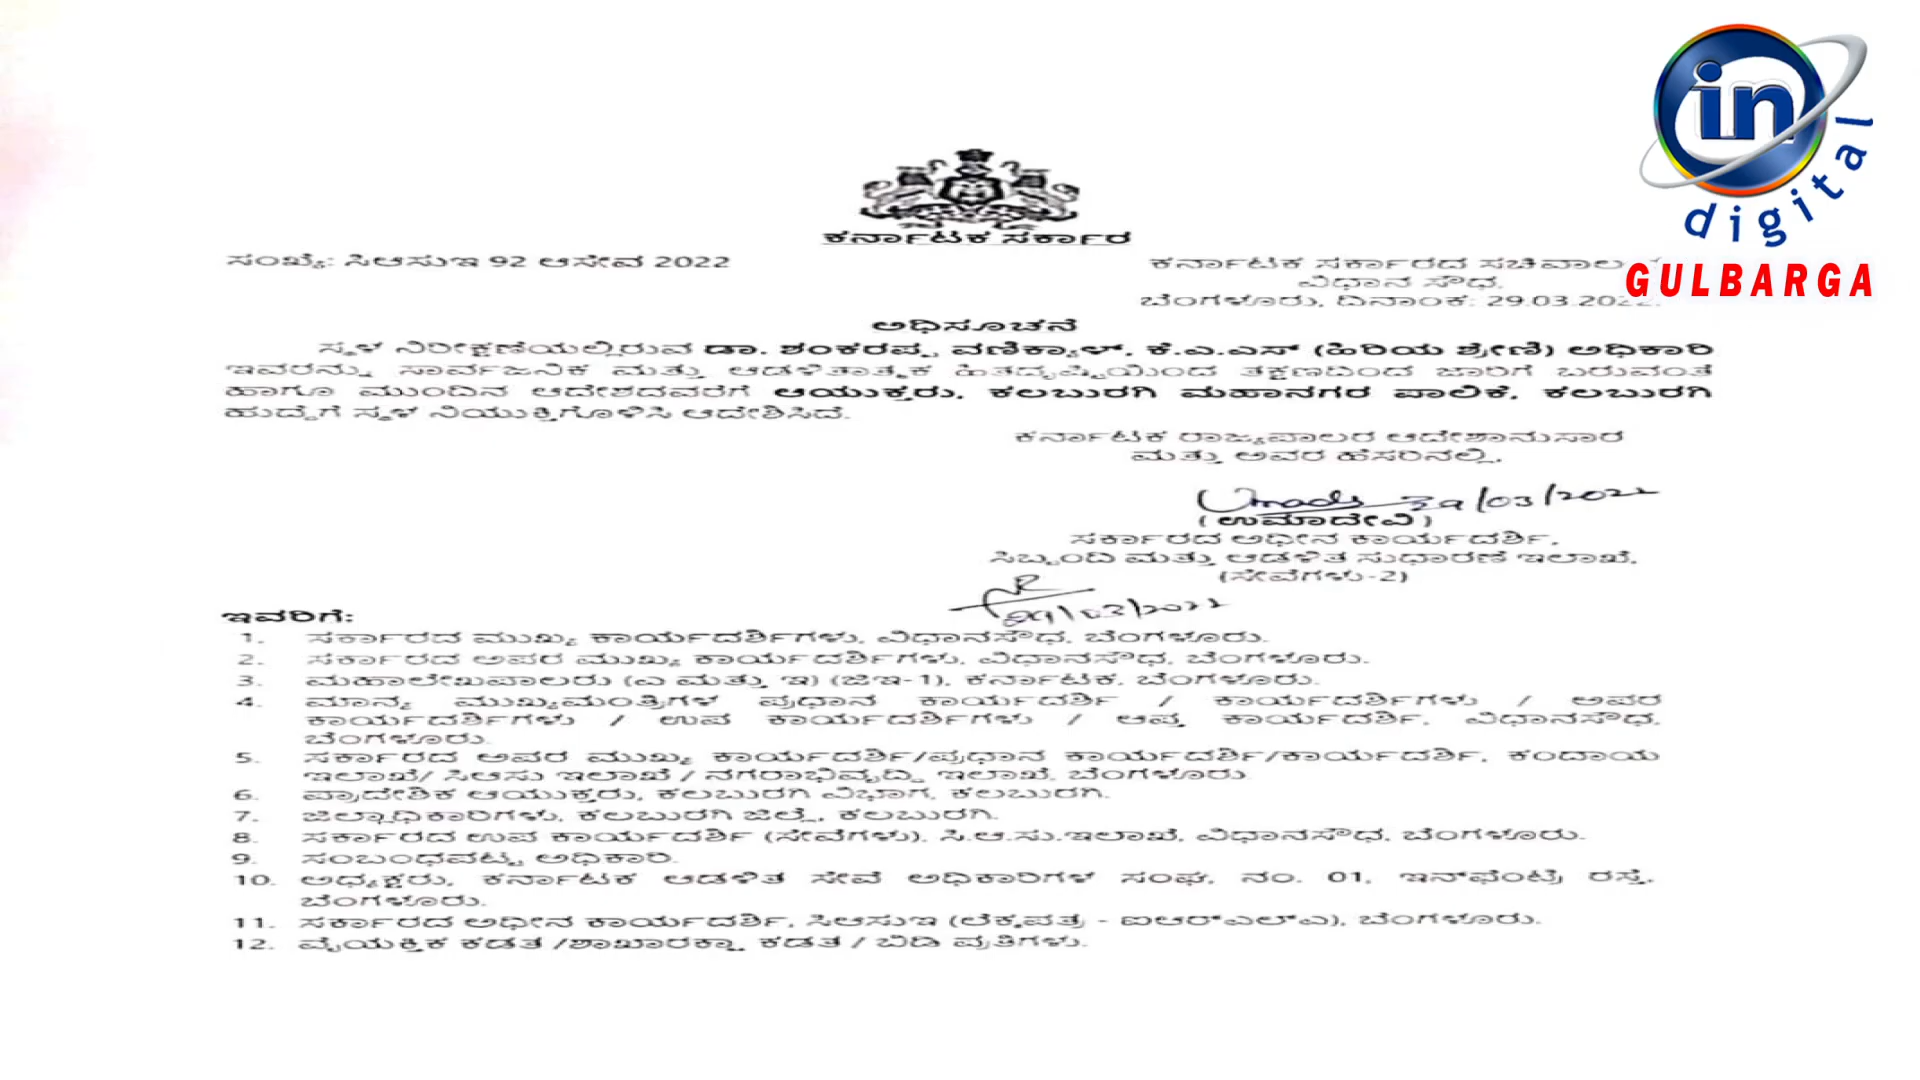 in
digital
GULBARGA
ಕರ್ನಾಟಕ ಸರ್ಕಾರ
ಸಂಖ್ಯೆ: ಸಿಆಸುಇ 92 ಆಸೇವ 2022
ಕರ್ನಾಟಕ ಸರ್ಕಾರದ ಸಚಿವಾಲಯ
ವಿಧಾನ ಸೌಧ,
ಬೆಂಗಳೂರು, ದಿನಾಂಕ: 29.03.2022.
ಅಧಿಸೂಚನೆ
ಸ್ಥಳ ನಿರೀಕ್ಷಣೆಯಲ್ಲಿರುವ ಡಾ. ಶಂಕರಪ್ಪ ವಣಿಕ್ಯಾಳ್, ಕೆ.ಎ.ಎಸ್ (ಹಿರಿಯ ಶ್ರೇಣಿ) ಅಧಿಕಾರಿ
ಇವರನ್ನು ಸಾರ್ವಜನಿಕ ಮತ್ತು ಆಡಳಿತಾತ್ಮಕ ಹಿತದೃಷ್ಟಿಯಿಂದ ತಕ್ಷಣದಿಂದ ಜಾರಿಗೆ ಬರುವಂತೆ
ಹಾಗೂ ಮುಂದಿನ ಆದೇಶದವರೆಗೆ ಆಯುಕ್ತರು, ಕಲಬುರಗಿ ಮಹಾನಗರ ಪಾಲಿಕೆ, ಕಲಬುರಗಿ
ಹುದ್ದೆಗೆ ಸ್ಥಳ ನಿಯುಕ್ತಿಗೊಳಿಸಿ ಆದೇಶಿಸಿದೆ.
ಕರ್ನಾಟಕ ರಾಜ್ಯಪಾಲರ ಆದೇಶಾನುಸಾರ
ಮತ್ತು ಅವರ ಹೆಸರಿನಲ್ಲಿ,
29/03/2022
(ಉಮಾದೇವಿ)
ಸರ್ಕಾರದ ಅಧೀನ ಕಾರ್ಯದರ್ಶಿ,
ಸಿಬ್ಬಂದಿ ಮತ್ತು ಆಡಳಿತ ಸುಧಾರಣೆ ಇಲಾಖೆ,
(ಸೇವೆಗಳು-2)
29/03/2022
ಇವರಿಗೆ:
1. ಸರ್ಕಾರದ ಮುಖ್ಯ ಕಾರ್ಯದರ್ಶಿಗಳು, ವಿಧಾನಸೌಧ, ಬೆಂಗಳೂರು.
2. ಸರ್ಕಾರದ ಅಪರ ಮುಖ್ಯ ಕಾರ್ಯದರ್ಶಿಗಳು, ವಿಧಾನಸೌಧ, ಬೆಂಗಳೂರು.
3. ಮಹಾಲೇಖಪಾಲರು (ಎ ಮತ್ತು ಇ) (ಜಿಇ-1), ಕರ್ನಾಟಕ, ಬೆಂಗಳೂರು.
4. ಮಾನ್ಯ ಮುಖ್ಯಮಂತ್ರಿಗಳ ಪ್ರಧಾನ ಕಾರ್ಯದರ್ಶಿ / ಕಾರ್ಯದರ್ಶಿಗಳು / ಅಪರ
ಕಾರ್ಯದರ್ಶಿಗಳು / ಉಪ ಕಾರ್ಯದರ್ಶಿಗಳು / ಆಪ್ತ ಕಾರ್ಯದರ್ಶಿ, ವಿಧಾನಸೌಧ,
ಬೆಂಗಳೂರು.
5. ಸರ್ಕಾರದ ಅಪರ ಮುಖ್ಯ ಕಾರ್ಯದರ್ಶಿ/ಪ್ರಧಾನ ಕಾರ್ಯದರ್ಶಿ/ಕಾರ್ಯದರ್ಶಿ, ಕಂದಾಯ
ಇಲಾಖೆ/ ಸಿಆಸು ಇಲಾಖೆ / ನಗರಾಭಿವೃದ್ಧಿ ಇಲಾಖೆ, ಬೆಂಗಳೂರು.
6. ಪ್ರಾದೇಶಿಕ ಆಯುಕ್ತರು, ಕಲಬುರಗಿ ವಿಭಾಗ, ಕಲಬುರಗಿ.
7. ಜಿಲ್ಲಾಧಿಕಾರಿಗಳು, ಕಲಬುರಗಿ ಜಿಲ್ಲೆ, ಕಲಬುರಗಿ.
8. ಸರ್ಕಾರದ ಉಪ ಕಾರ್ಯದರ್ಶಿ (ಸೇವೆಗಳು), ಸಿ.ಆ.ಸು.ಇಲಾಖೆ, ವಿಧಾನಸೌಧ, ಬೆಂಗಳೂರು.
9. ಸಂಬಂಧಪಟ್ಟ ಅಧಿಕಾರಿ.
10. ಅಧ್ಯಕ್ಷರು, ಕರ್ನಾಟಕ ಆಡಳಿತ ಸೇವೆ ಅಧಿಕಾರಿಗಳ ಸಂಘ, ನಂ. 01, ಇನ್‌ಫೆಂಟ್ರಿ ರಸ್ತೆ,
ಬೆಂಗಳೂರು.
11. ಸರ್ಕಾರದ ಅಧೀನ ಕಾರ್ಯದರ್ಶಿ, ಸಿಆಸುಇ (ಲೆಕ್ಕಪತ್ರ - ಐಆರ್‌ಎಲ್‌ಎ), ಬೆಂಗಳೂರು.
12. ವೈಯಕ್ತಿಕ ಕಡತ /ಶಾಖಾರಕ್ಷಾ ಕಡತ / ಬಿಡಿ ಪ್ರತಿಗಳು.